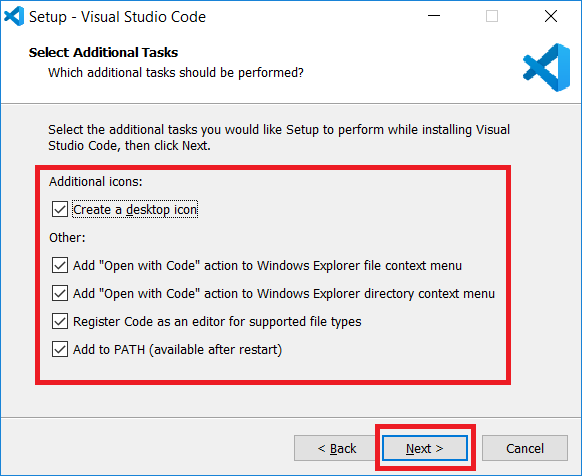 Setup - Visual Studio Code
Select Additional Tasks
Which additional tasks should be performed?
Select the additional tasks you would like Setup to perform while installing Visual
Studio Code, then click Next.
Additional icons:
Create a desktop icon
Other:
Add "Open with Code" action to Windows Explorer file context menu
Add "Open with Code" action to Windows Explorer directory context menu
Register Code as an editor for supported file types
Add to PATH (available after restart)
< Back
Next >
Cancel